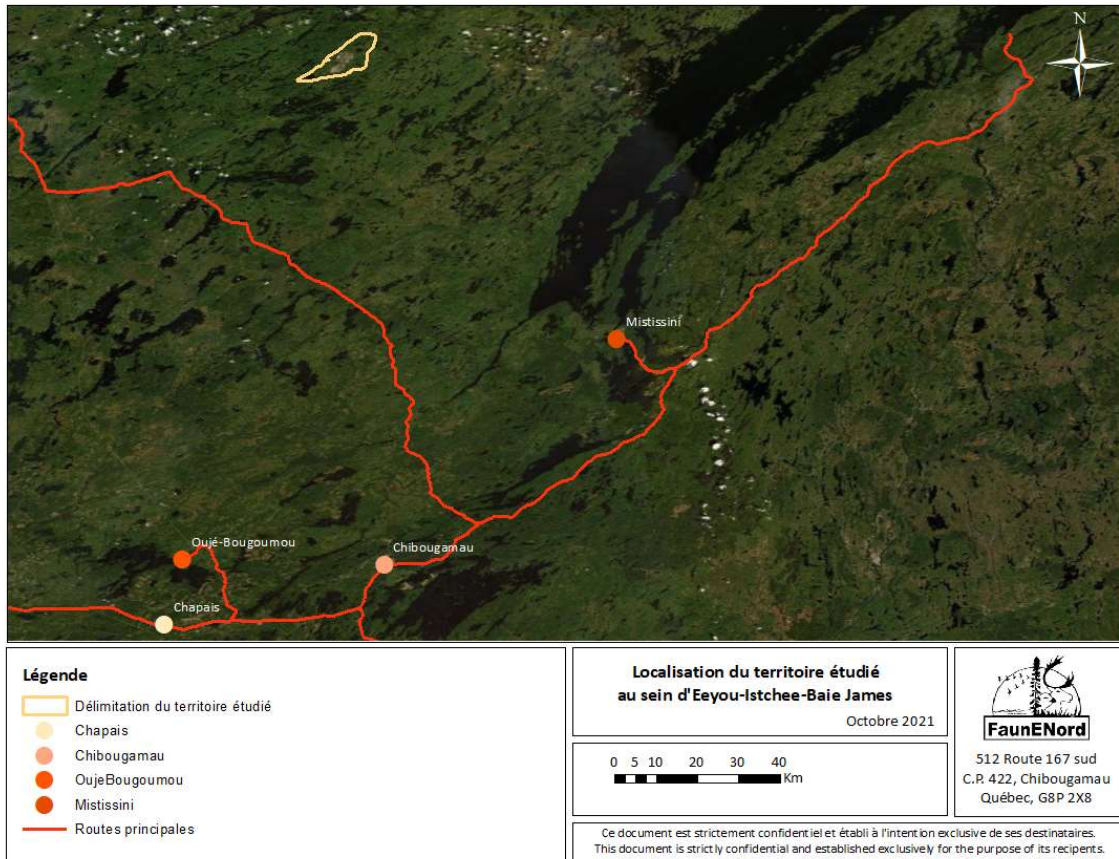 N
Mistissini
Oujé-Bougoumou
Chibougamau
Chapais
Légende
Délimitation du territoire étudié
Chapais
Chibougamau
OujeBougoumou
Mistissini
Routes principales
Localisation du territoire étudié
au sein d'Eeyou-Istchee-Baie James
Octobre 2021
0 5 10 20 30 40
Km
FaunENord
512 Route 167 sud
C.P. 422, Chibougamau
Québec, G8P 2X8
Ce document est strictement confidentiel et établi à l'intention exclusive de ses destinataires.
This document is strictly confidential and established exclusively for the purpose of its recipents.